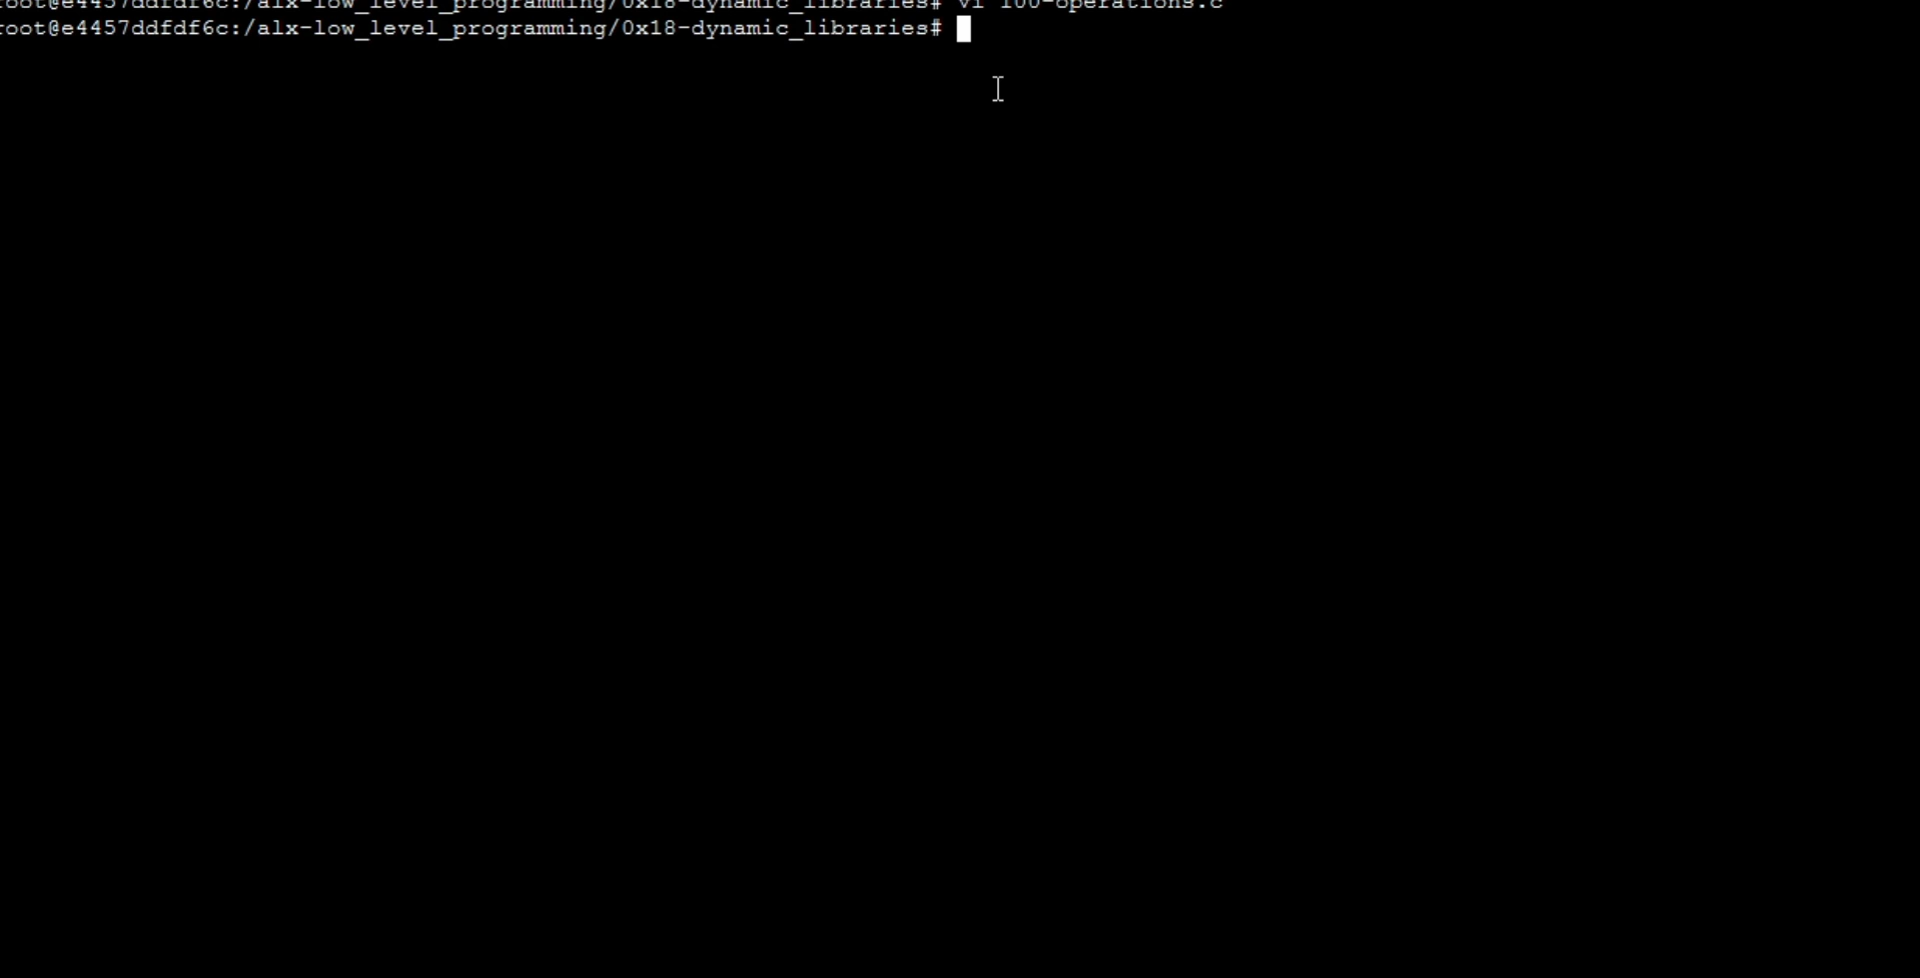 root@e4457ddfdf6c:/alx-low_level_programming/0x18-dynamic_libraries# vi 100-operations.c
root@e4457ddfdf6c:/alx-low_level_programming/0x18-dynamic_libraries#